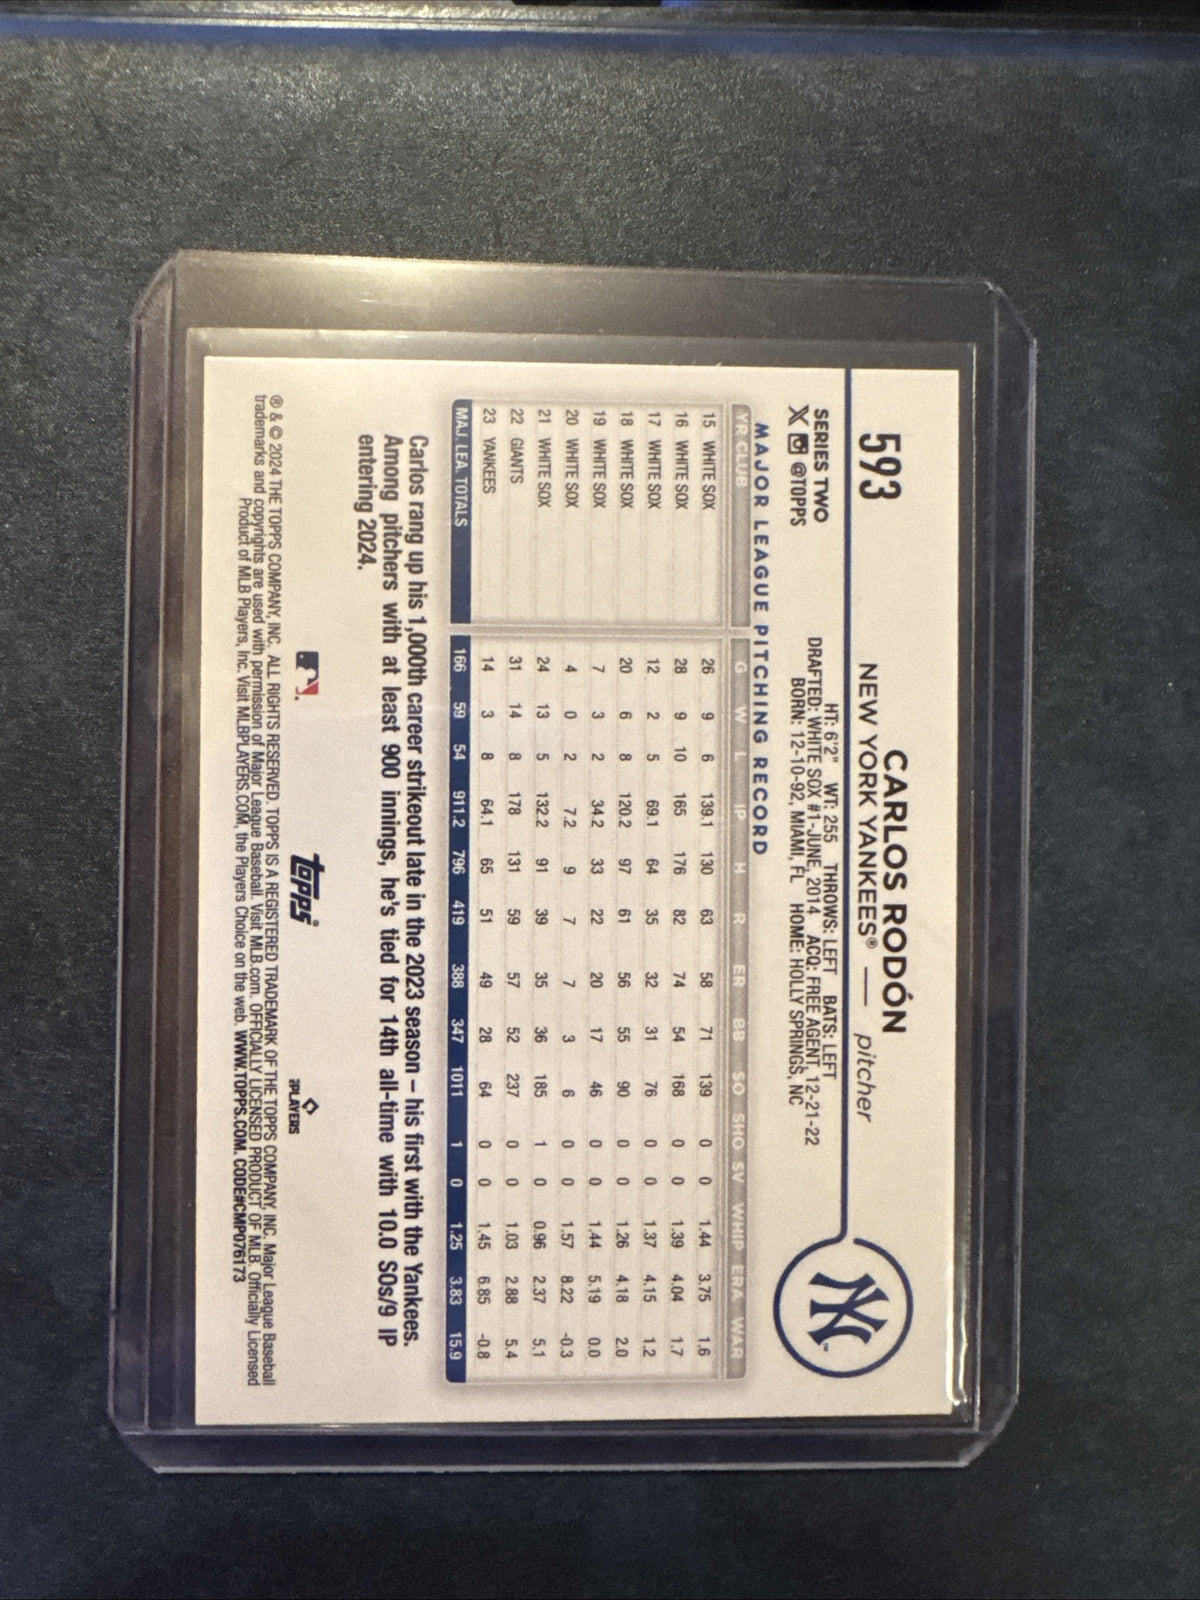 593
CARLOS RODÓN
NEW YORK YANKEES® — pitcher
SERIES TWO
X @TOPPS
HT: 6'2" WT: 255 THROWS: LEFT BATS: LEFT
DRAFTED: WHITE SOX #1-JUNE, 2014 ACQ: FREE AGENT, 12-21-22
BORN: 12-10-92, MIAMI, FL HOME: HOLLY SPRINGS, NC
NY
MAJOR LEAGUE PITCHING RECORD
YR CLUB G W L IP H R ER BB SO SHO SV WHIP ERA WAR
15 WHITE SOX 26 9 6 139.1 130 63 58 71 139 0 0 1.44 3.75 1.6
16 WHITE SOX 28 9 10 165 176 82 74 54 168 0 0 1.39 4.04 1.7
17 WHITE SOX 12 2 5 69.1 64 35 32 31 76 0 0 1.37 4.15 1.2
18 WHITE SOX 20 6 8 120.2 97 61 56 55 90 0 0 1.26 4.18 2.0
19 WHITE SOX 7 3 2 34.2 33 22 20 17 46 0 0 1.44 5.19 0.0
20 WHITE SOX 4 0 2 7.2 9 7 7 3 6 0 0 1.57 8.22 -0.3
21 WHITE SOX 24 13 5 132.2 91 39 35 36 185 1 0 0.96 2.37 5.1
22 GIANTS 31 14 8 178 131 59 57 52 237 0 0 1.03 2.88 5.4
23 YANKEES 14 3 8 64.1 65 51 49 28 64 0 0 1.45 6.85 -0.8
MAJ. LEA. TOTALS 166 59 54 911.2 796 419 388 347 1011 1 0 1.25 3.83 15.9
Carlos rang up his 1,000th career strikeout late in the 2023 season – his first with the Yankees.
Among pitchers with at least 900 innings, he's tied for 14th all-time with 10.0 SOs/9 IP
entering 2024.
topps®
PLAYERS
® & © 2024 THE TOPPS COMPANY, INC. ALL RIGHTS RESERVED. TOPPS IS A REGISTERED TRADEMARK OF THE TOPPS COMPANY, INC. Major League Baseball
trademarks and copyrights are used with permission of Major League Baseball. Visit MLB.com. OFFICIALLY LICENSED PRODUCT OF MLB. Officially Licensed
Product of MLB Players, Inc. Visit MLBPLAYERS.COM, the Players Choice on the web. WWW.TOPPS.COM. CODE#CMP076173